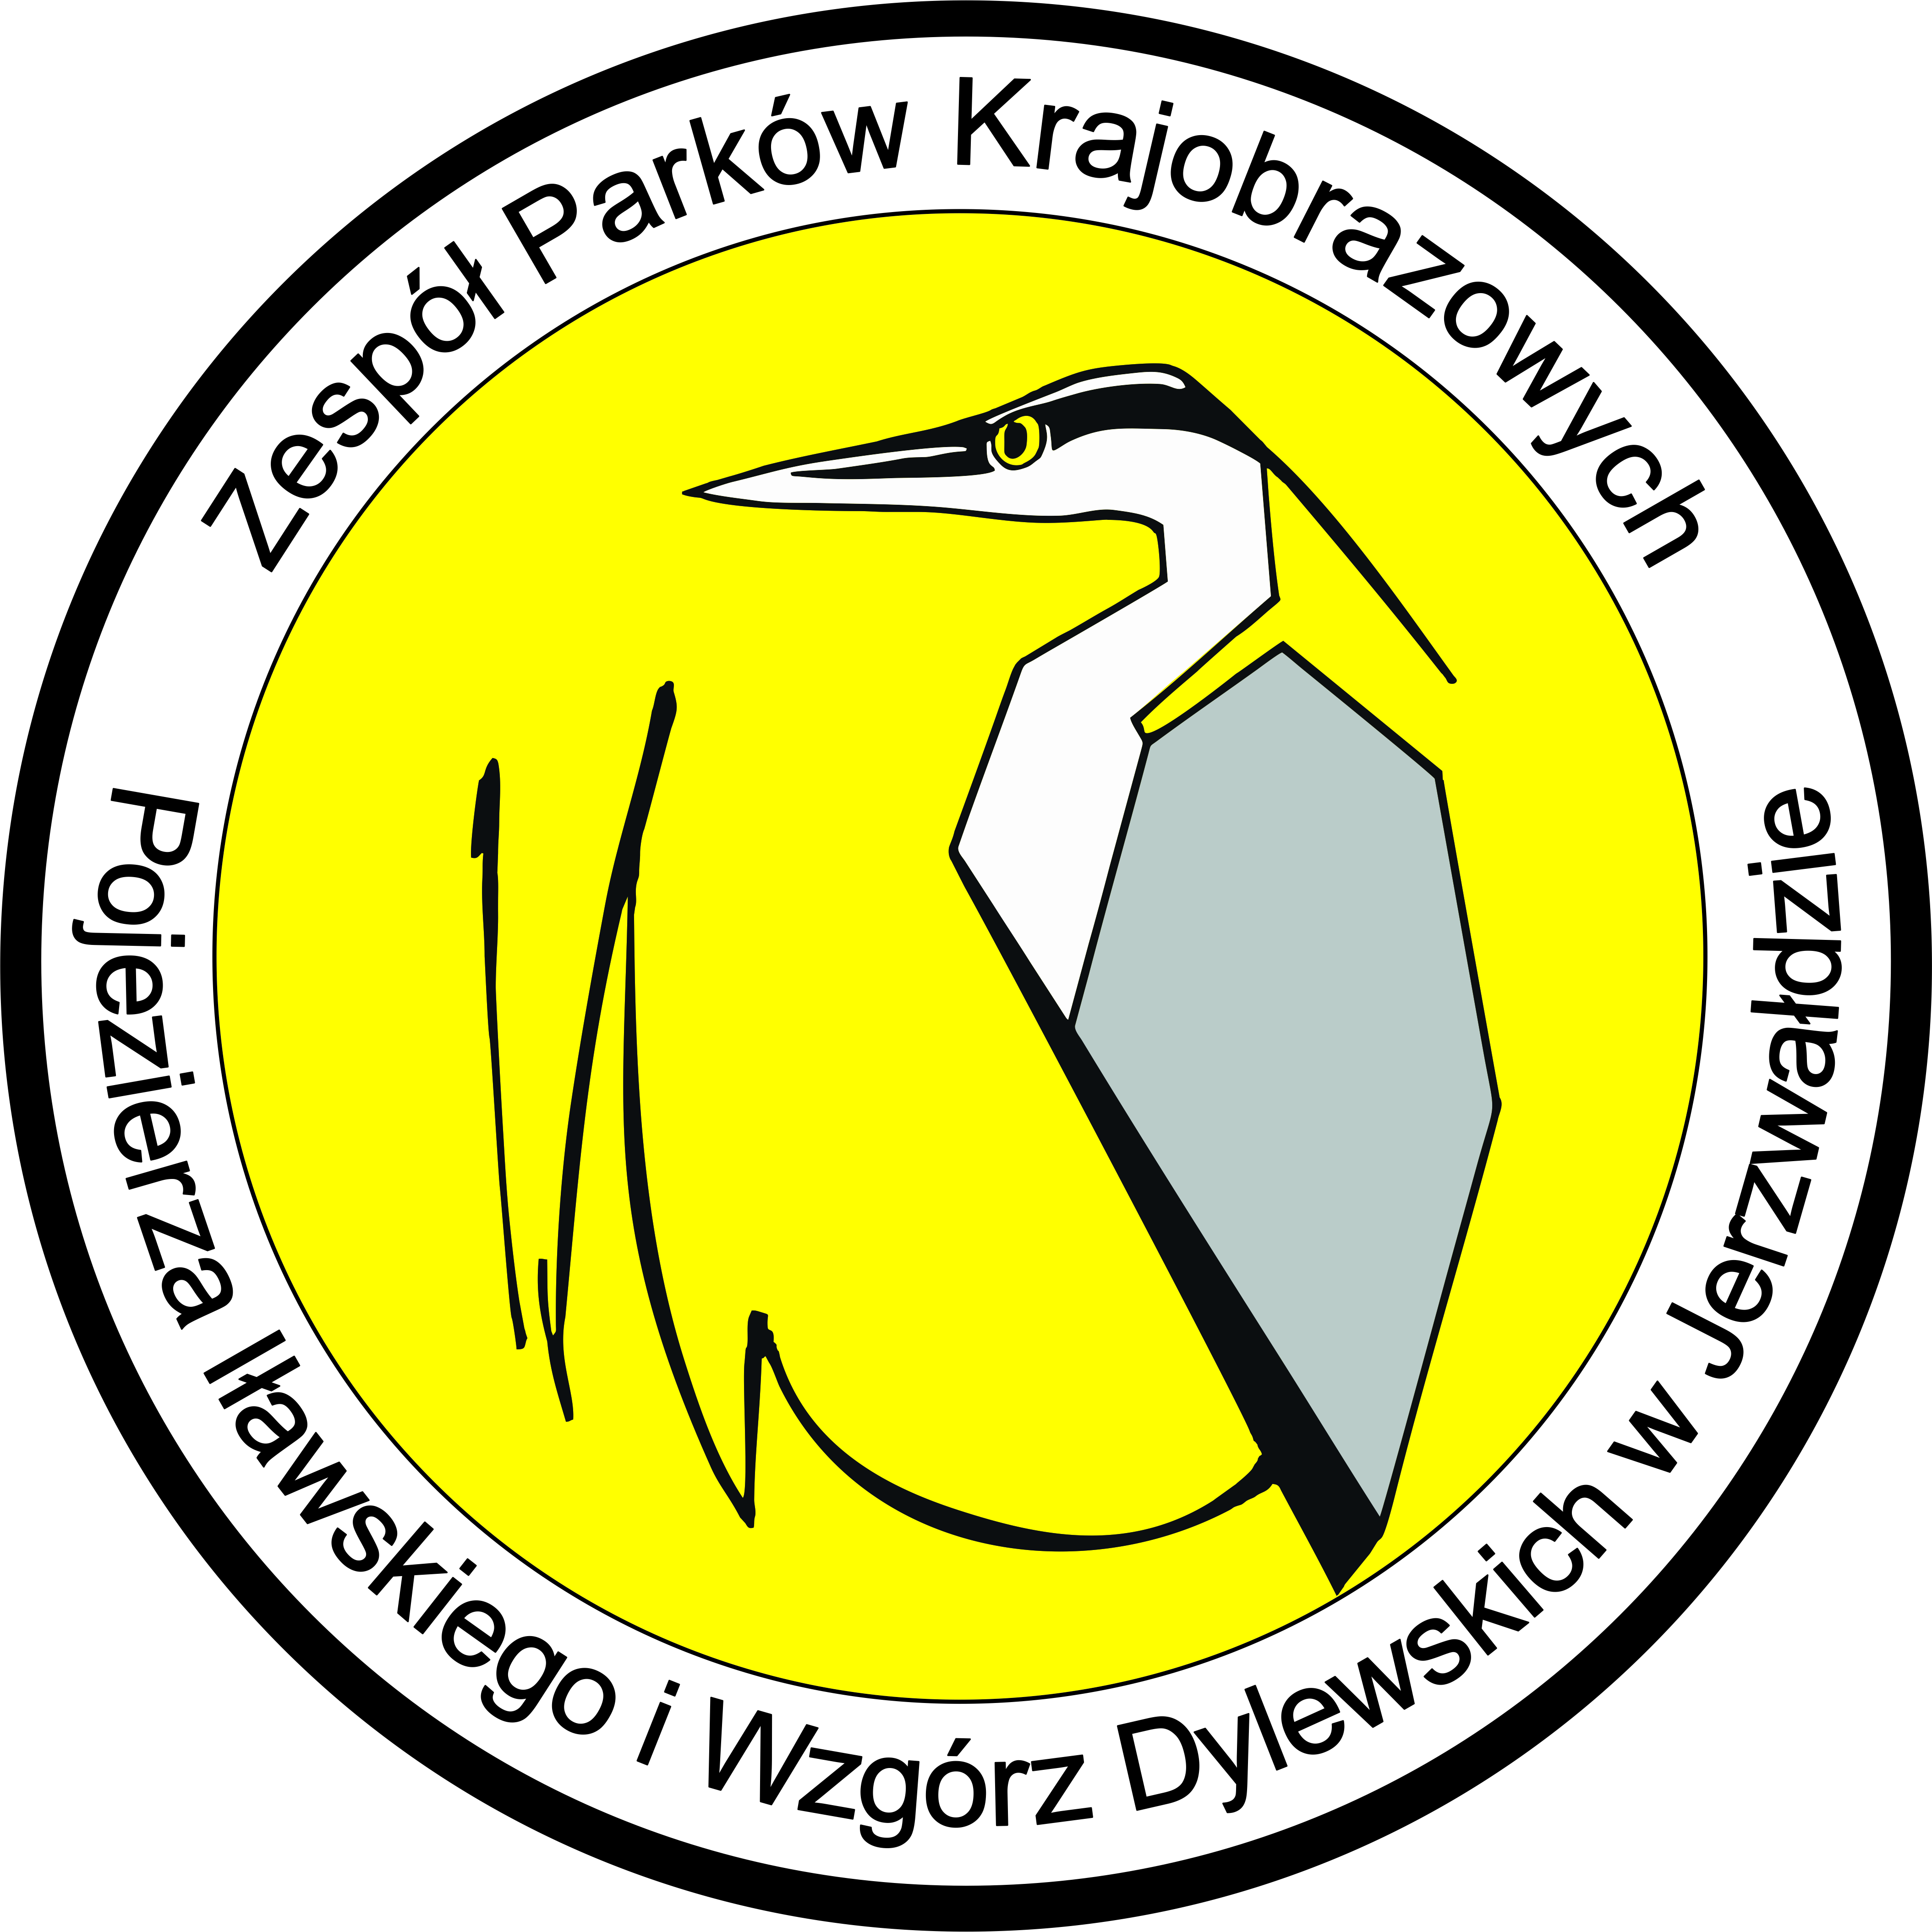 Zespół Parków Krajobrazowych
Pojezierza Iławskiego i Wzgórz Dylewskich w Jerzwałdzie